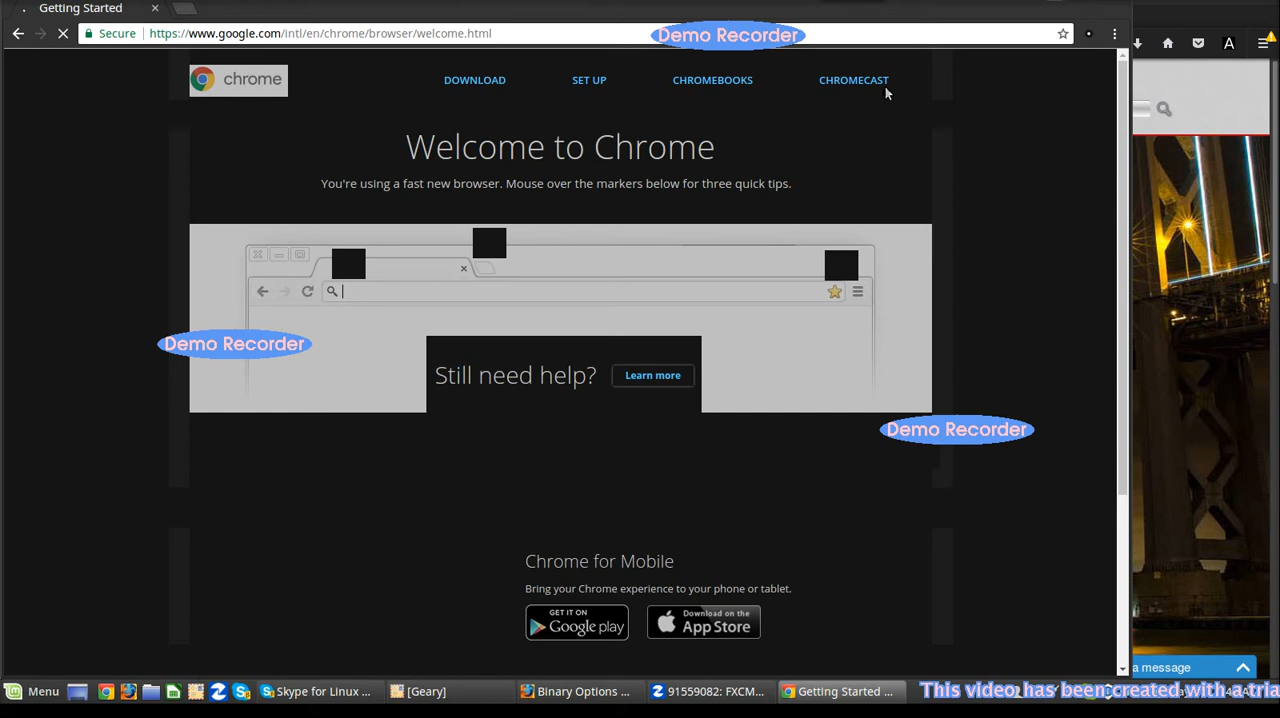 Getting Started
Secure https://www.google.com/intl/en/chrome/browser/welcome.html
Demo Recorder
A
chrome
DOWNLOAD SET UP CHROMEBOOKS CHROMECAST
Welcome to Chrome
You're using a fast new browser. Mouse over the markers below for three quick tips.
Demo Recorder
Still need help? Learn more
Demo Recorder
Chrome for Mobile
Bring your Chrome experience to your phone or tablet.
GET IT ON
Google play
Download on the
App Store
a message
Menu Skype for Linux ... [Geary] Binary Options ... 91559082: FXCM... Getting Started ...
This video has been created with a tria